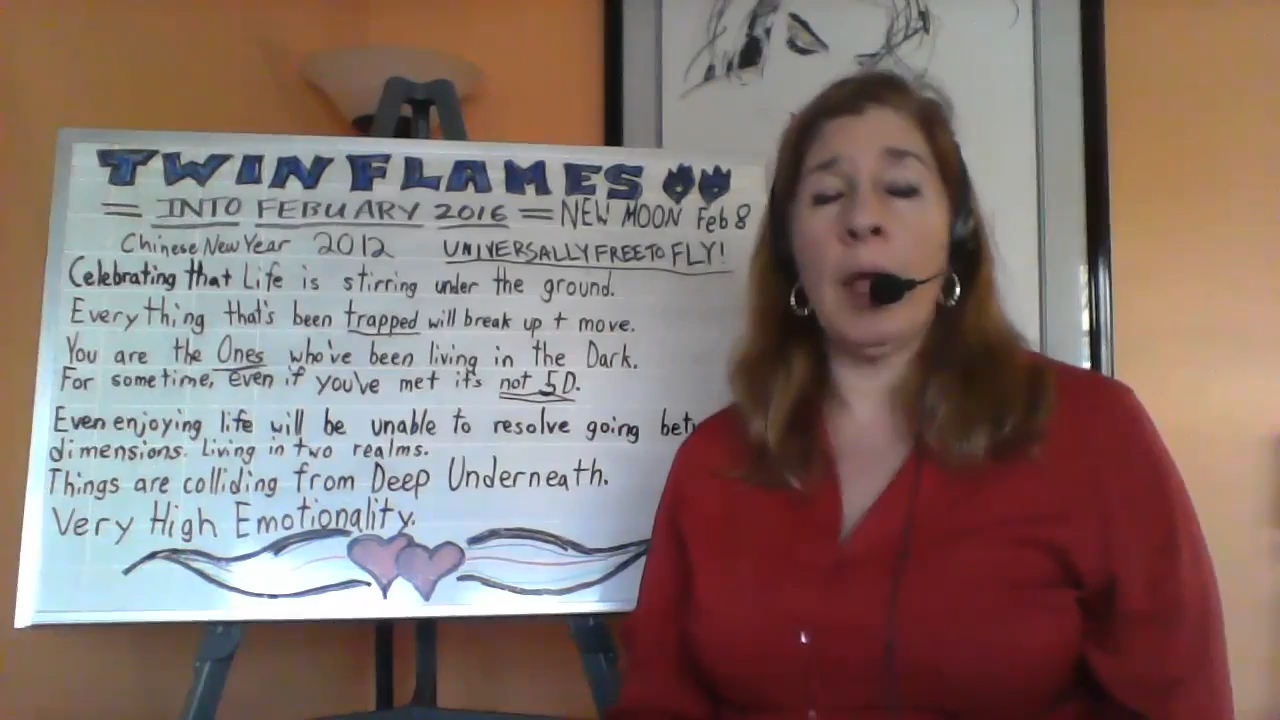 TWIN FLAMES
= INTO FEBUARY 2016 = NEW MOON Feb 8
Chinese New Year 2012 UNIVERSALLY FREE TO FLY!
Celebrating that Life is stirring under the ground.
Everything that's been trapped will break up + move.
You are the Ones who've been living in the Dark.
For sometime, even if you've met it's not 5D.
Even enjoying life will be unable to resolve going betw
dimensions. Living in two realms.
Things are colliding from Deep Underneath.
Very High Emotionality.